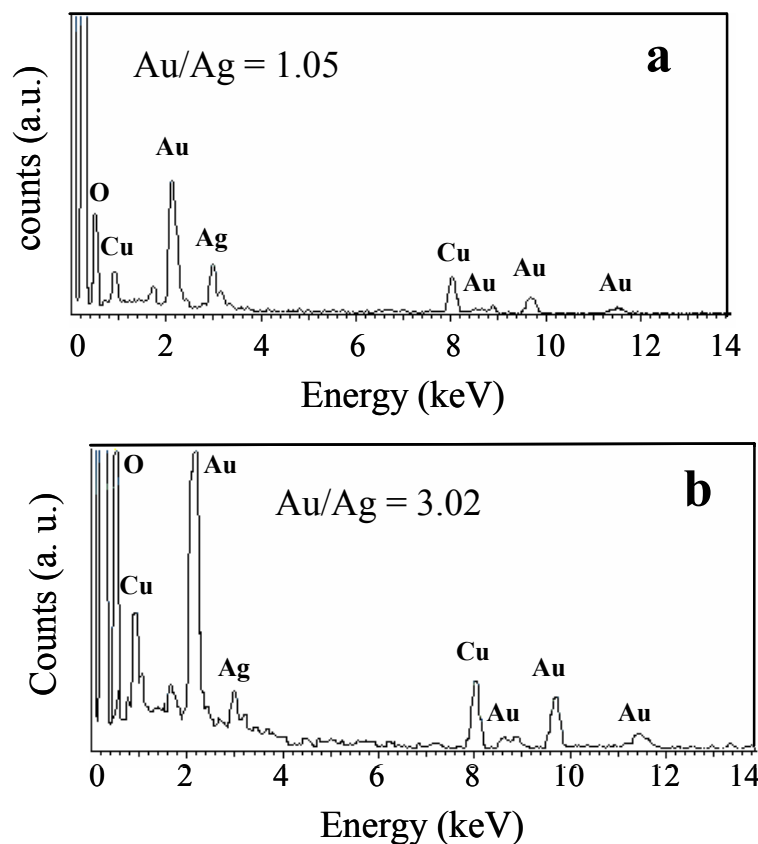 Au/Ag = 1.05
a
counts (a.u.)
Au
O
Cu
Ag
Cu
Au
Au
Au
0 2 4 6 8 10 12 14
Energy (keV)
O
Au
Au/Ag = 3.02
b
Counts (a. u.)
Cu
Ag
Cu
Au
Au
Au
0 2 4 6 8 10 12 14
Energy (keV)